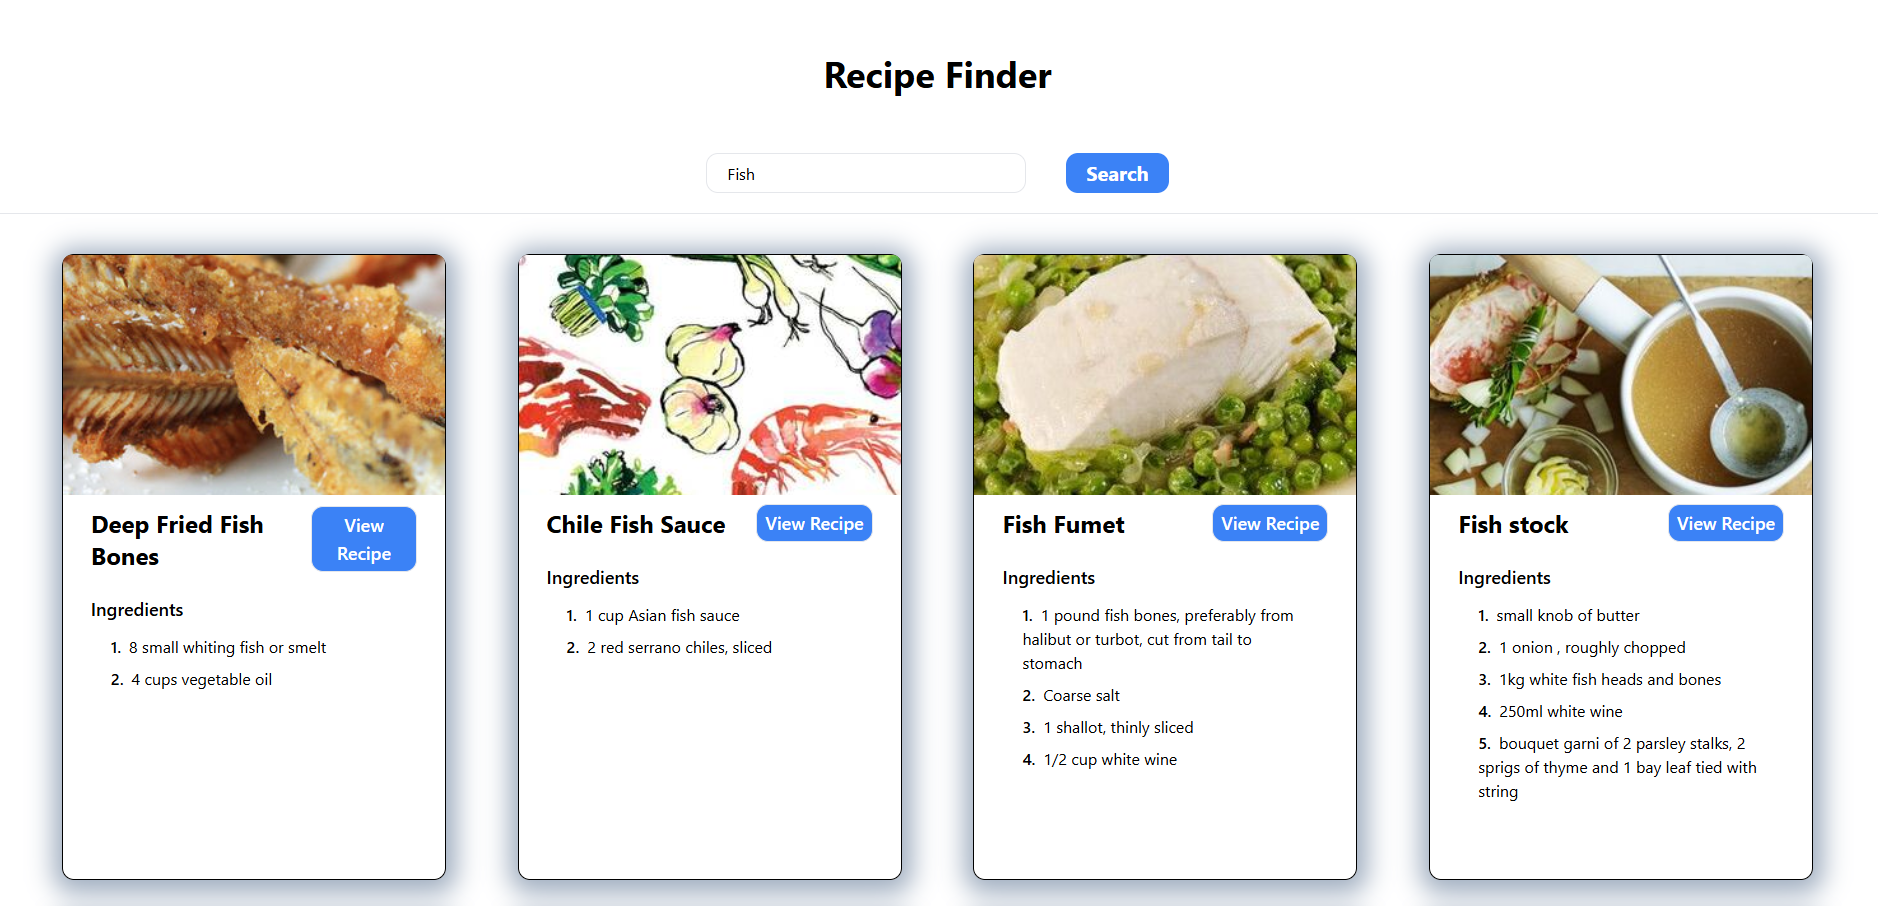 Recipe Finder
Fish
Search
Deep Fried Fish
Bones
View
Recipe
Ingredients
1. 8 small whiting fish or smelt
2. 4 cups vegetable oil
Chile Fish Sauce
View Recipe
Ingredients
1. 1 cup Asian fish sauce
2. 2 red serrano chiles, sliced
Fish Fumet
View Recipe
Ingredients
1. 1 pound fish bones, preferably from
halibut or turbot, cut from tail to
stomach
2. Coarse salt
3. 1 shallot, thinly sliced
4. 1/2 cup white wine
Fish stock
View Recipe
Ingredients
1. small knob of butter
2. 1 onion , roughly chopped
3. 1kg white fish heads and bones
4. 250ml white wine
5. bouquet garni of 2 parsley stalks, 2
sprigs of thyme and 1 bay leaf tied with
string